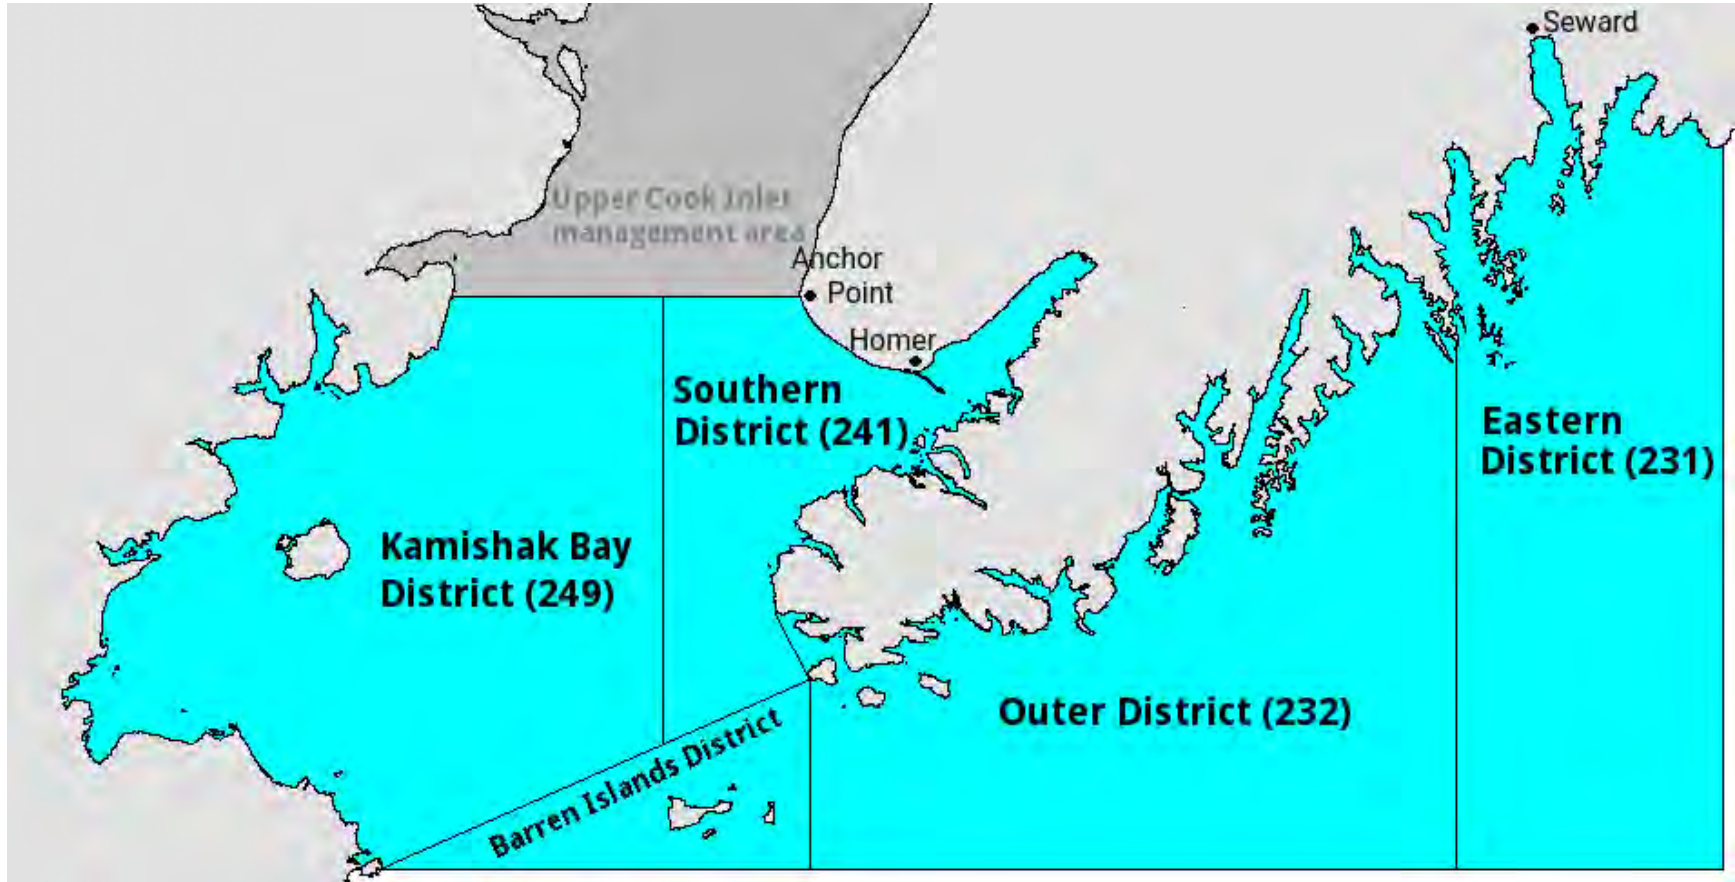 Seward
Upper Cook Inlet
management area
Anchor
Point
Homer
Southern
District (241)
Eastern
District (231)
Kamishak Bay
District (249)
Outer District (232)
Barren Islands District